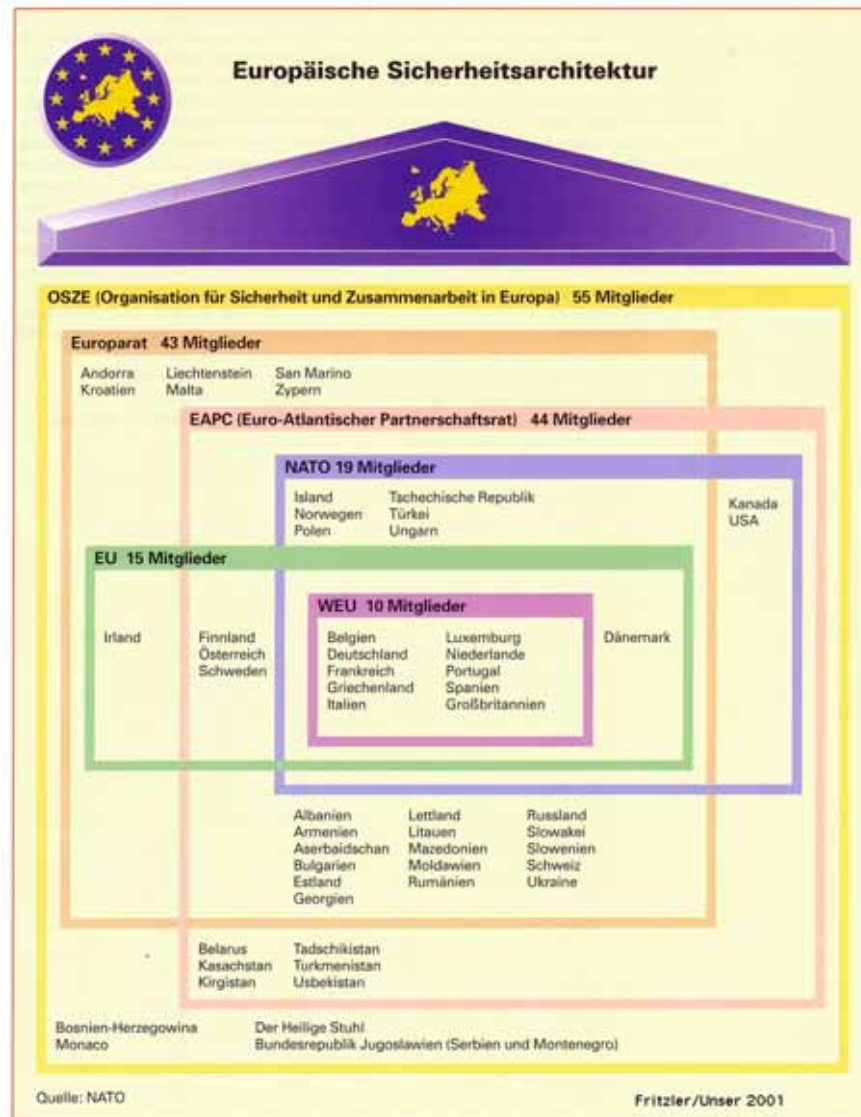 Europäische Sicherheitsarchitektur
OSZE (Organisation für Sicherheit und Zusammenarbeit in Europa) 55 Mitglieder
Europarat 43 Mitglieder
Andorra Liechtenstein San Marino
Kroatien Malta Zypern
EAPC (Euro-Atlantischer Partnerschaftsrat) 44 Mitglieder
NATO 19 Mitglieder
Island Tschechische Republik
Norwegen Türkei
Polen Ungarn
Kanada
USA
EU 15 Mitglieder
WEU 10 Mitglieder
Irland Finnland Belgien Luxemburg Dänemark
Österreich Deutschland Niederlande
Schweden Frankreich Portugal
Griechenland Spanien
Italien Großbritannien
Albanien Lettland Russland
Armenien Litauen Slowakei
Aserbaidschan Mazedonien Slowenien
Bulgarien Moldawien Schweiz
Estland Rumänien Ukraine
Georgien
Belarus Tadschikistan
Kasachstan Turkmenistan
Kirgistan Usbekistan
Bosnien-Herzegowina Der Heilige Stuhl
Monaco Bundesrepublik Jugoslawien (Serbien und Montenegro)
Quelle: NATO Fritzler/Unser 2001